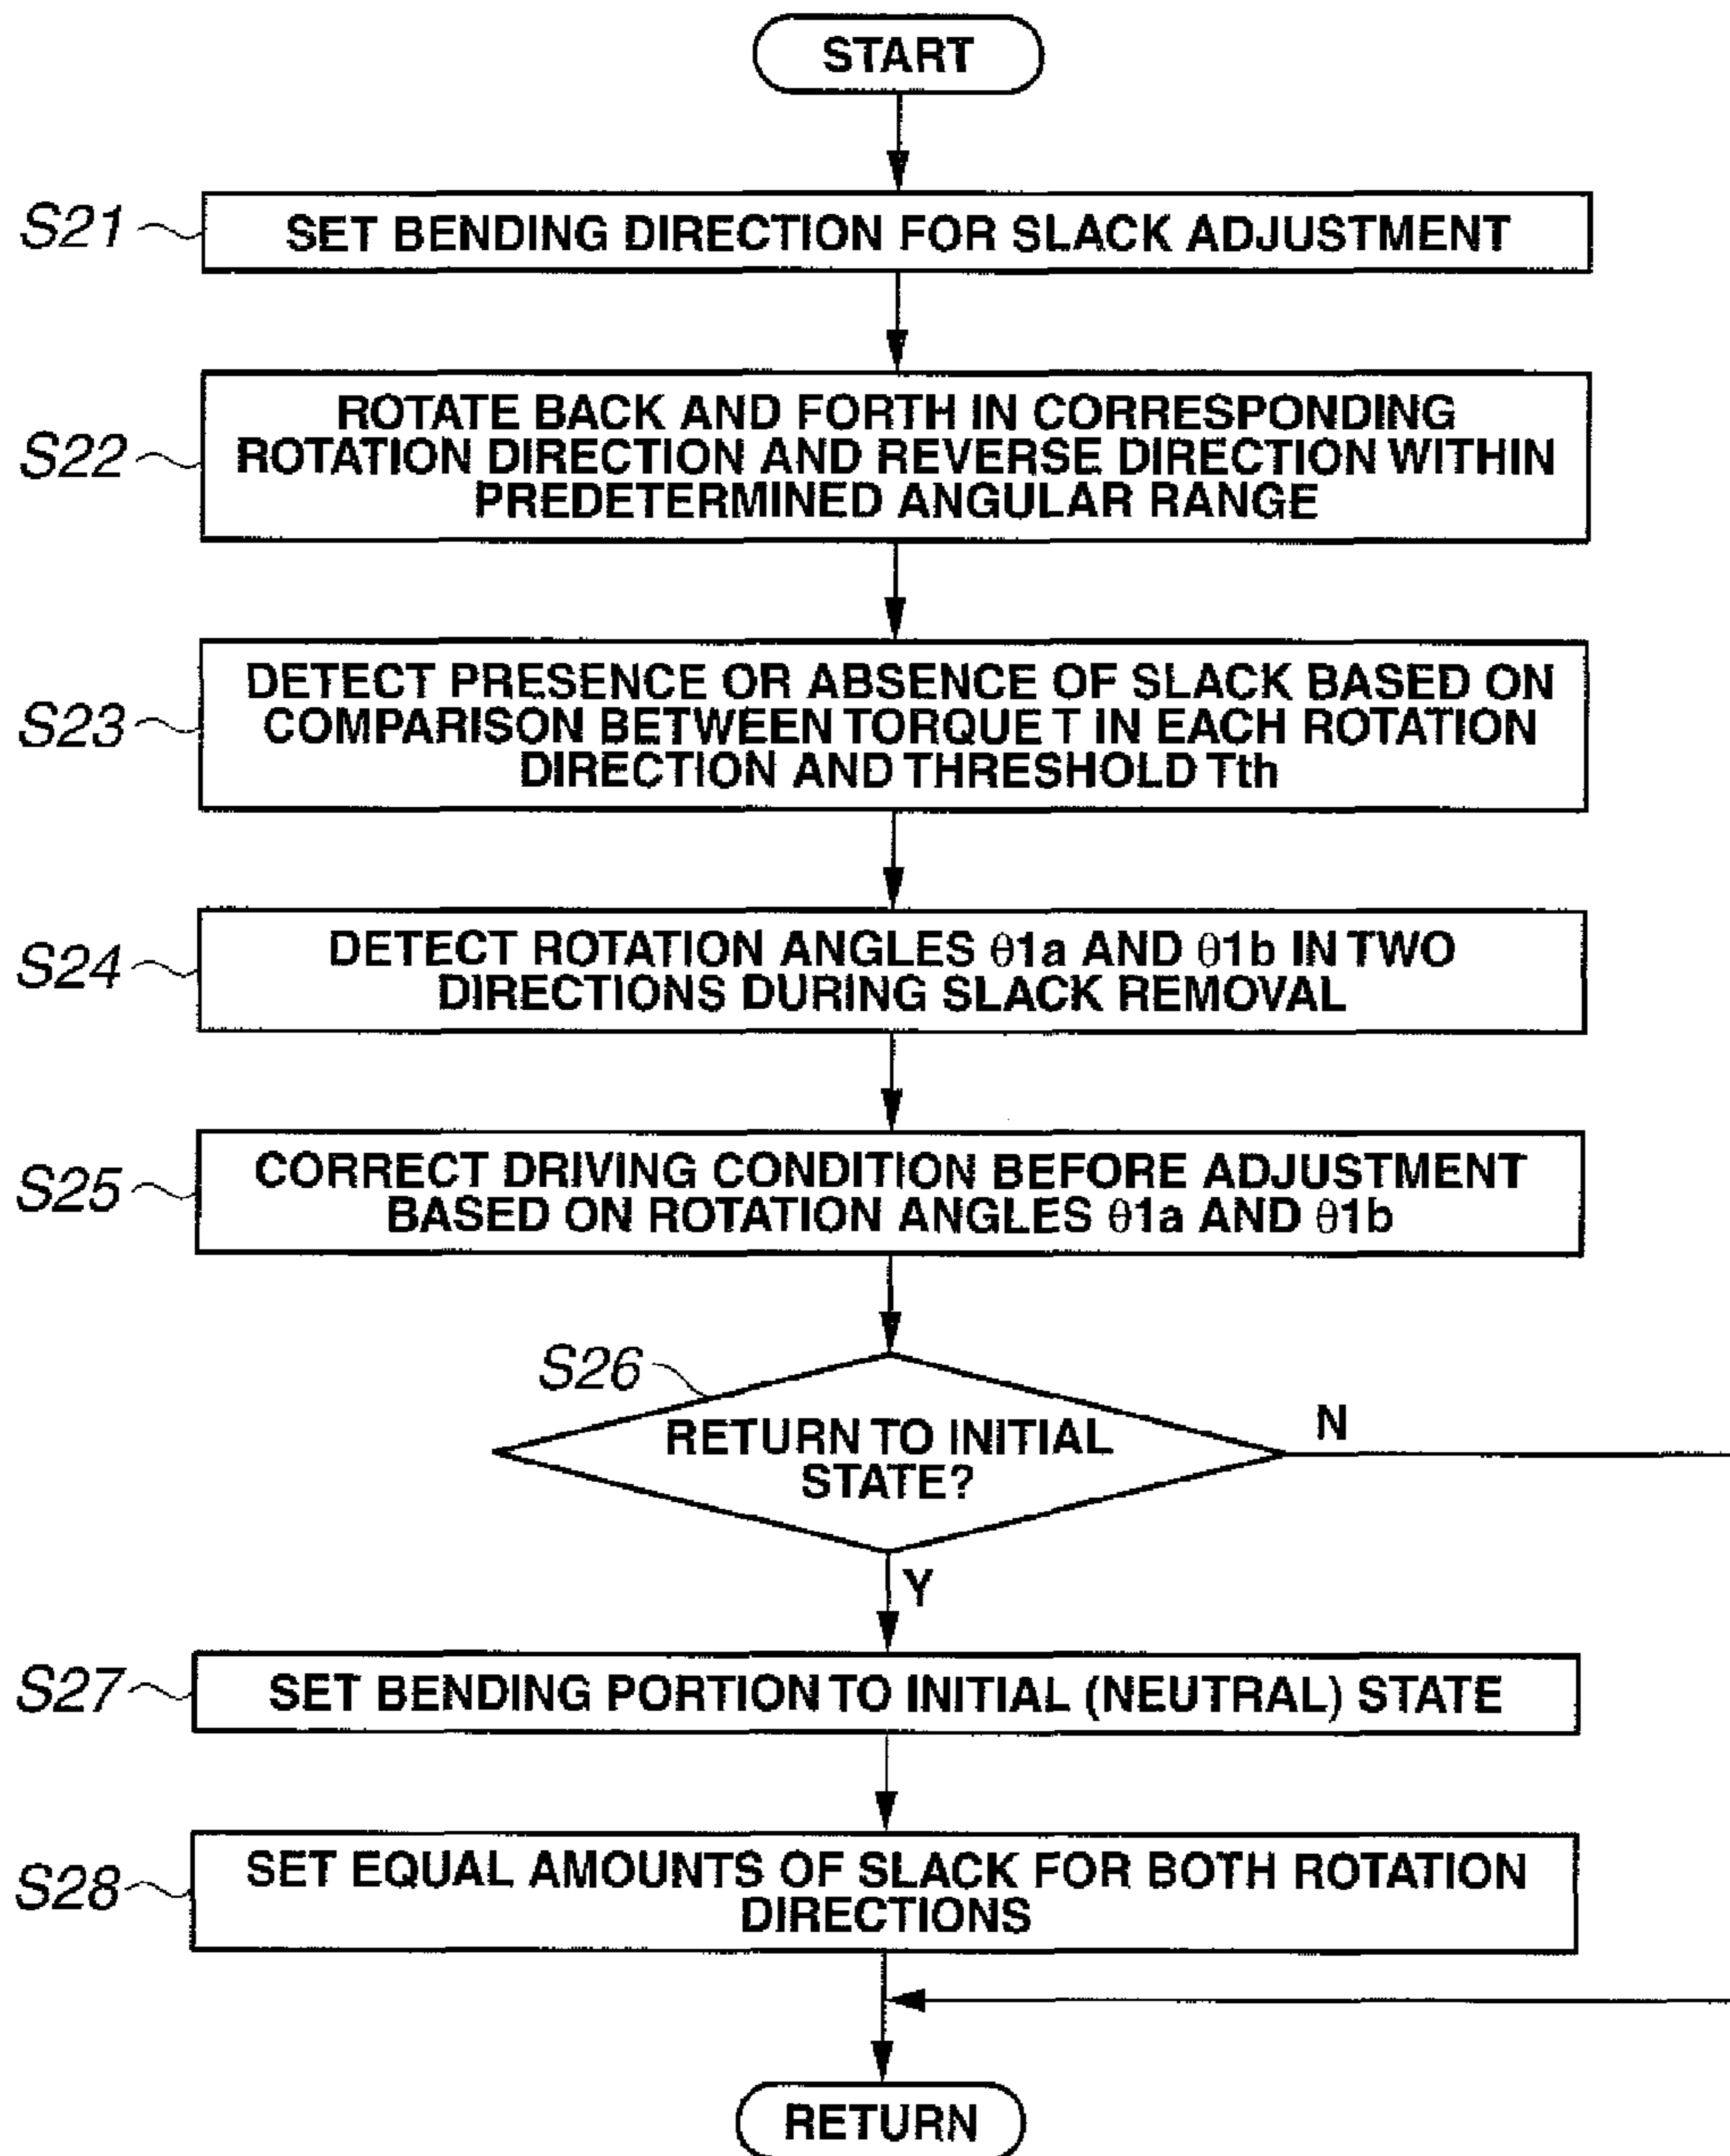 START
S21
SET BENDING DIRECTION FOR SLACK ADJUSTMENT
S22
ROTATE BACK AND FORTH IN CORRESPONDING
ROTATION DIRECTION AND REVERSE DIRECTION WITHIN
PREDETERMINED ANGULAR RANGE
S23
DETECT PRESENCE OR ABSENCE OF SLACK BASED ON
COMPARISON BETWEEN TORQUE T IN EACH ROTATION
DIRECTION AND THRESHOLD Tth
S24
DETECT ROTATION ANGLES θ1a AND θ1b IN TWO
DIRECTIONS DURING SLACK REMOVAL
S25
CORRECT DRIVING CONDITION BEFORE ADJUSTMENT
BASED ON ROTATION ANGLES θ1a AND θ1b
S26
RETURN TO INITIAL
STATE?
N
Y
S27
SET BENDING PORTION TO INITIAL (NEUTRAL) STATE
S28
SET EQUAL AMOUNTS OF SLACK FOR BOTH ROTATION
DIRECTIONS
RETURN